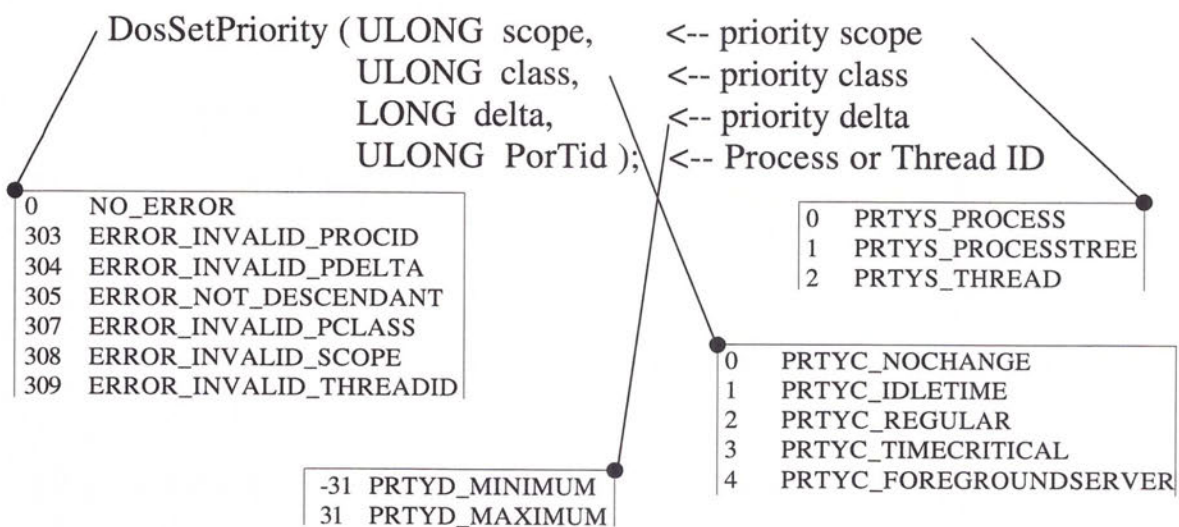 DosSetPriority ( ULONG scope, <-- priority scope
ULONG class, <-- priority class
LONG delta, <-- priority delta
ULONG PorTid ); <-- Process or Thread ID
0 NO_ERROR
303 ERROR_INVALID_PROCID
304 ERROR_INVALID_PDELTA
305 ERROR_NOT_DESCENDANT
307 ERROR_INVALID_PCLASS
308 ERROR_INVALID_SCOPE
309 ERROR_INVALID_THREADID
0 PRTYS_PROCESS
1 PRTYS_PROCESSTREE
2 PRTYS_THREAD
0 PRTYC_NOCHANGE
1 PRTYC_IDLETIME
2 PRTYC_REGULAR
3 PRTYC_TIMECRITICAL
4 PRTYC_FOREGROUNDSERVER
-31 PRTYD_MINIMUM
31 PRTYD_MAXIMUM